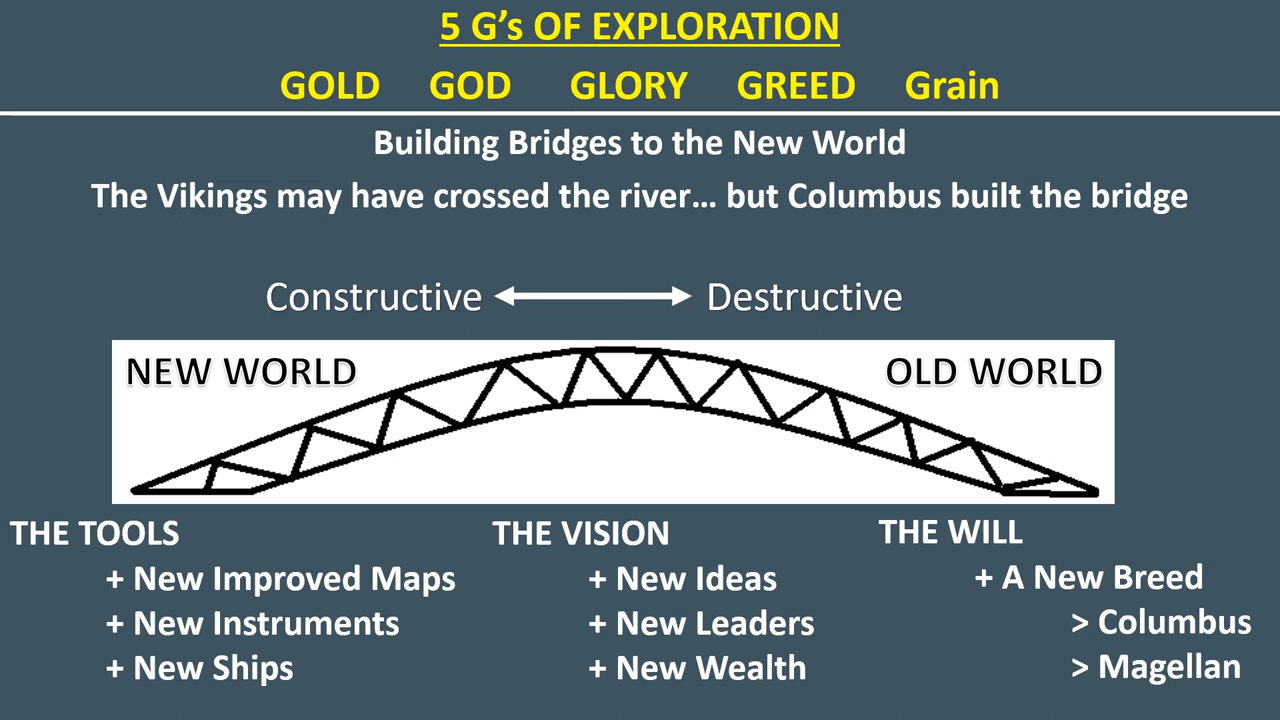 5 G's OF EXPLORATION
GOLD GOD GLORY GREED Grain
Building Bridges to the New World
The Vikings may have crossed the river... but Columbus built the bridge
Constructive Destructive
NEW WORLD OLD WORLD
THE TOOLS
+ New Improved Maps
+ New Instruments
+ New Ships
THE VISION
+ New Ideas
+ New Leaders
+ New Wealth
THE WILL
+ A New Breed
> Columbus
> Magellan